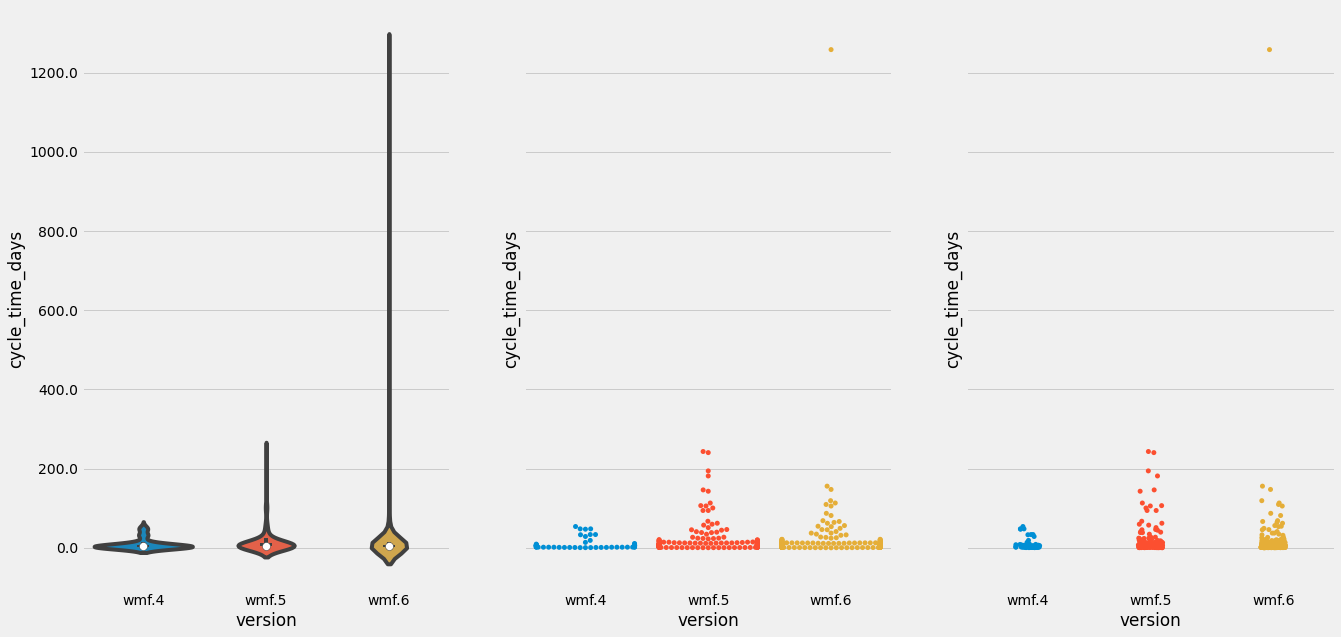 cycle_time_days
1200.0
1000.0
800.0
600.0
400.0
200.0
0.0
wmf.4 wmf.5 wmf.6
version
cycle_time_days
wmf.4 wmf.5 wmf.6
version
cycle_time_days
wmf.4 wmf.5 wmf.6
version